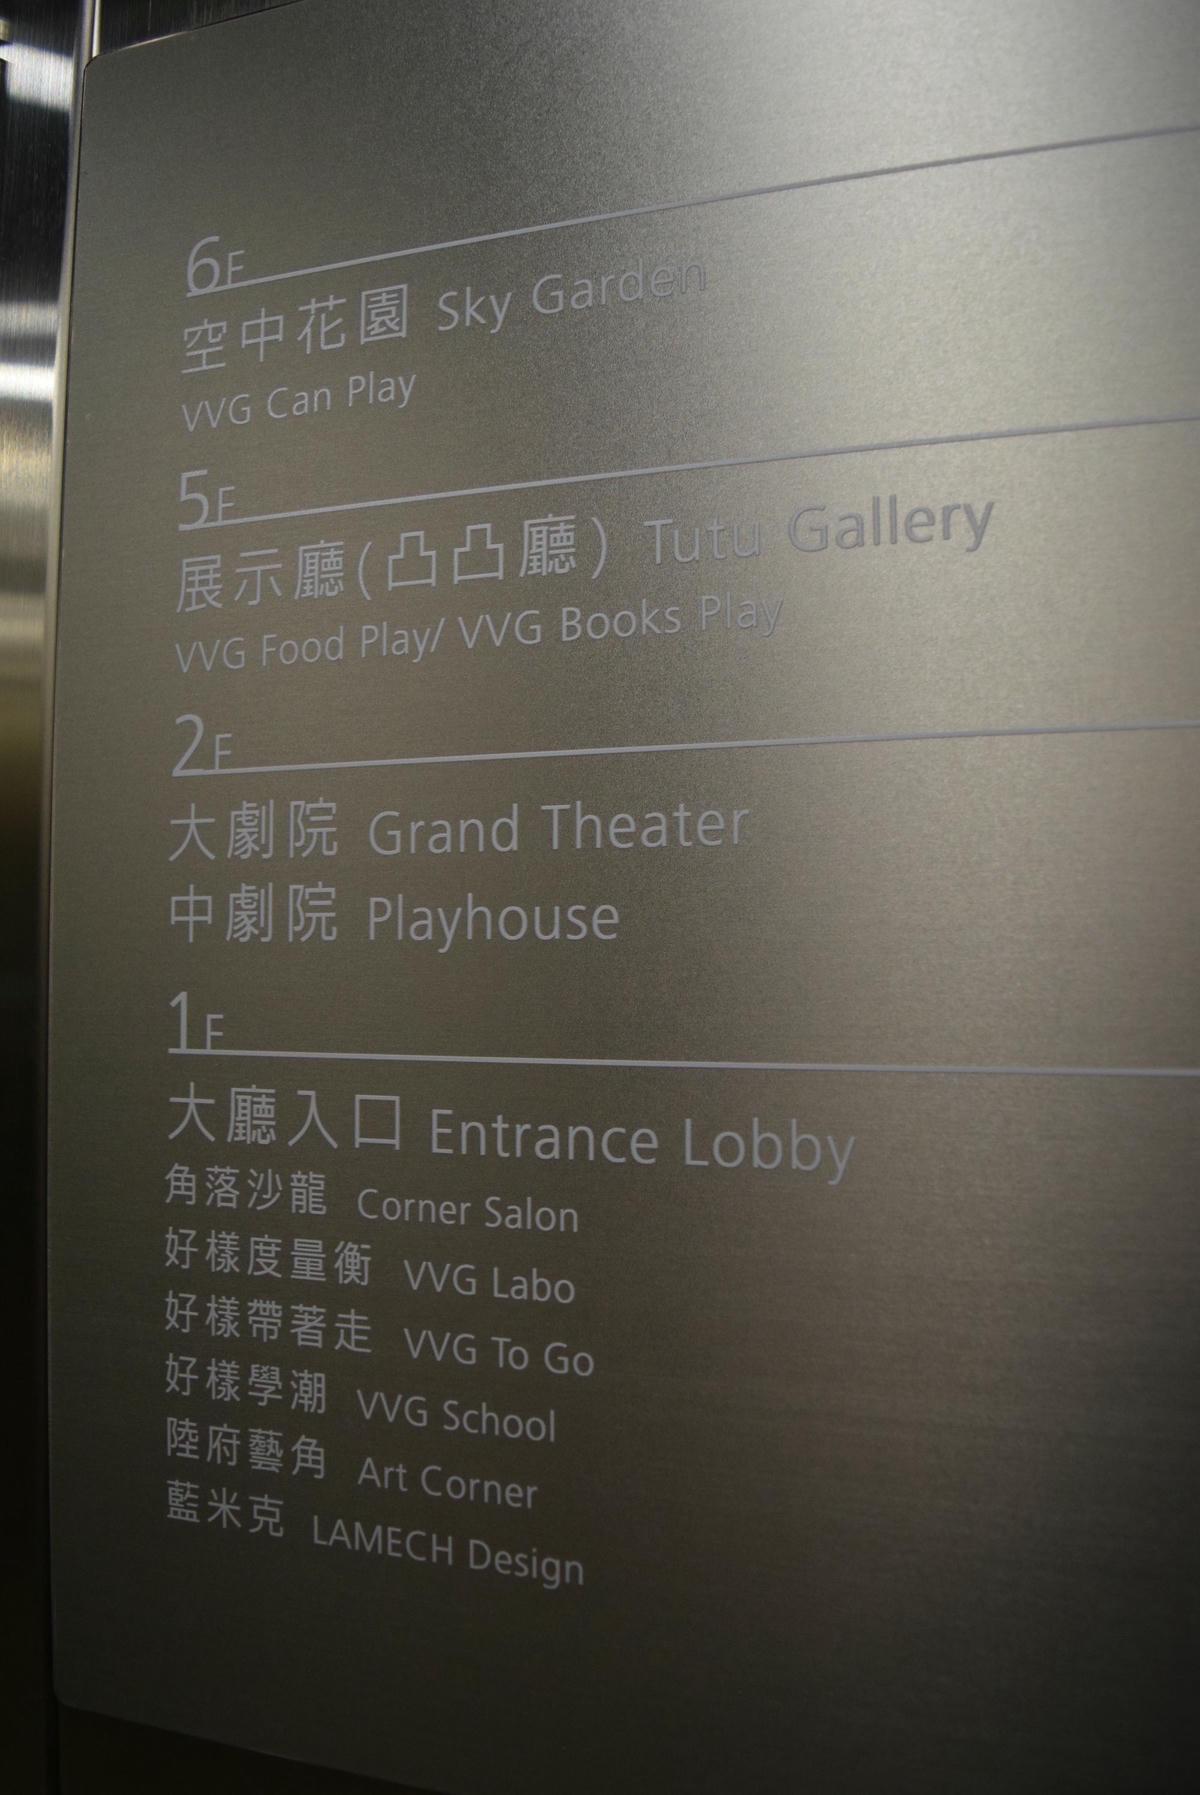 6F
空中花園 Sky Garden
VVG Can Play
5F
展示廳(凸凸廳) Tutu Gallery
VVG Food Play/ VVG Books Play
2F
大劇院 Grand Theater
中劇院 Playhouse
1F
大廳入口 Entrance Lobby
角落沙龍 Corner Salon
好樣度量衡 VVG Labo
好樣帶著走 VVG To Go
好樣學潮 VVG School
陸府藝角 Art Corner
藍米克 LAMECH Design